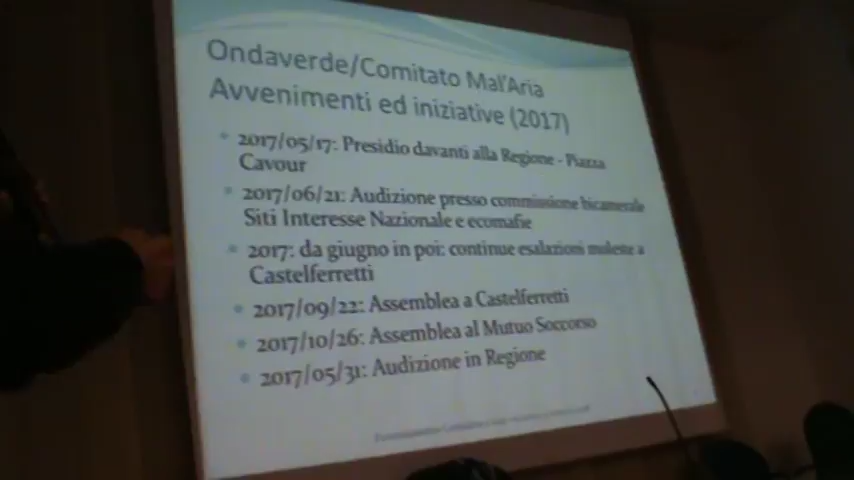 Ondaverde/Comitato Mal'Aria
Avvenimenti ed iniziative (2017)
2017/05/17: Presidio davanti alla Regione - Piazza
Cavour
2017/06/21: Audizione presso commissione bicamerale
Siti Interesse Nazionale e ecomafie
2017: da giugno in poi: continue esalazioni moleste a
Castelferretti
2017/09/22: Assemblea a Castelferretti
2017/10/26: Assemblea al Mutuo Soccorso
2017/05/31: Audizione in Regione